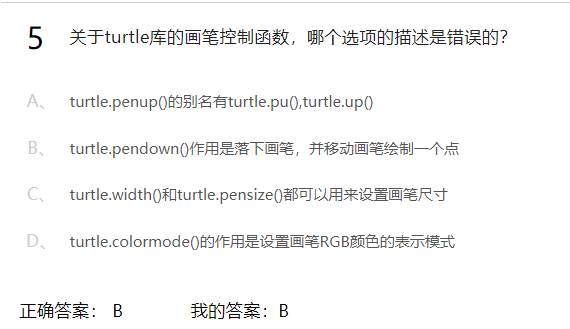 5 关于turtle库的画笔控制函数，哪个选项的描述是错误的？
A、 turtle.penup()的别名有turtle.pu(),turtle.up()
B、 turtle.pendown()作用是落下画笔，并移动画笔绘制一个点
C、 turtle.width()和turtle.pensize()都可以用来设置画笔尺寸
D、 turtle.colormode()的作用是设置画笔RGB颜色的表示模式
正确答案： B 我的答案：B